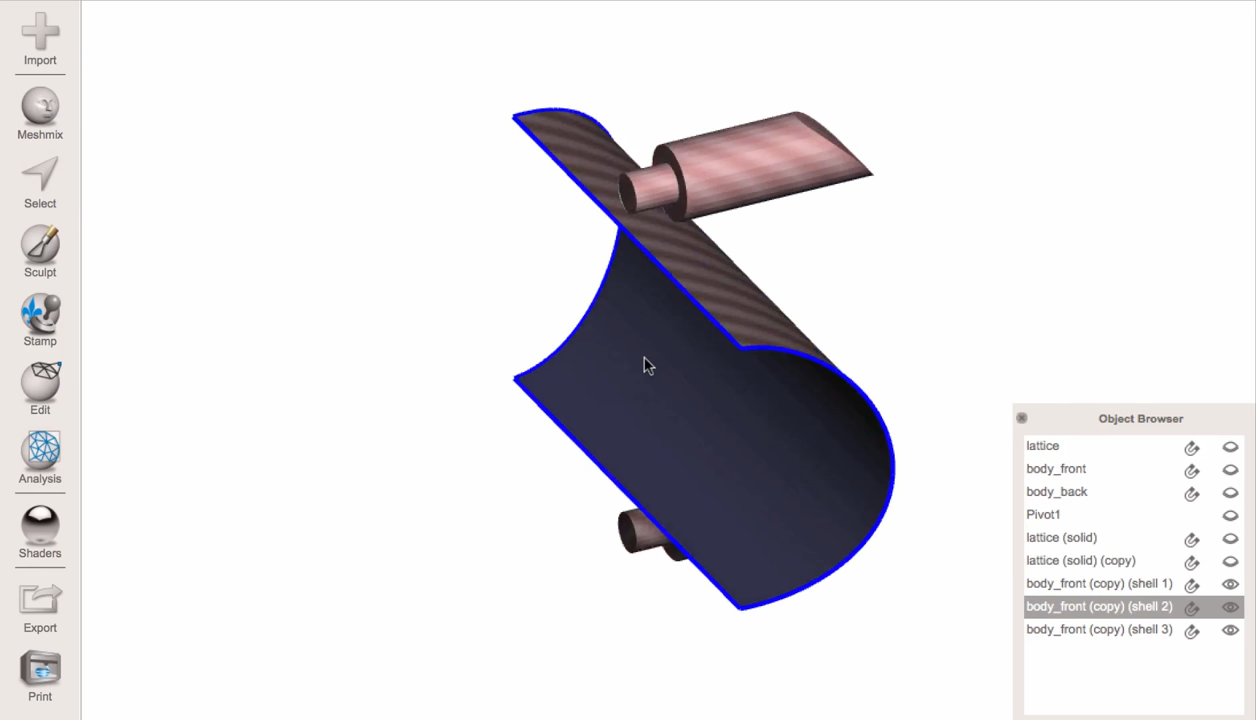 Import
Meshmix
Select
Sculpt
Stamp
Edit
Analysis
Shaders
Export
Print
Object Browser
lattice
body_front
body_back
Pivot1
lattice (solid)
lattice (solid) (copy)
body_front (copy) (shell 1)
body_front (copy) (shell 2)
body_front (copy) (shell 3)